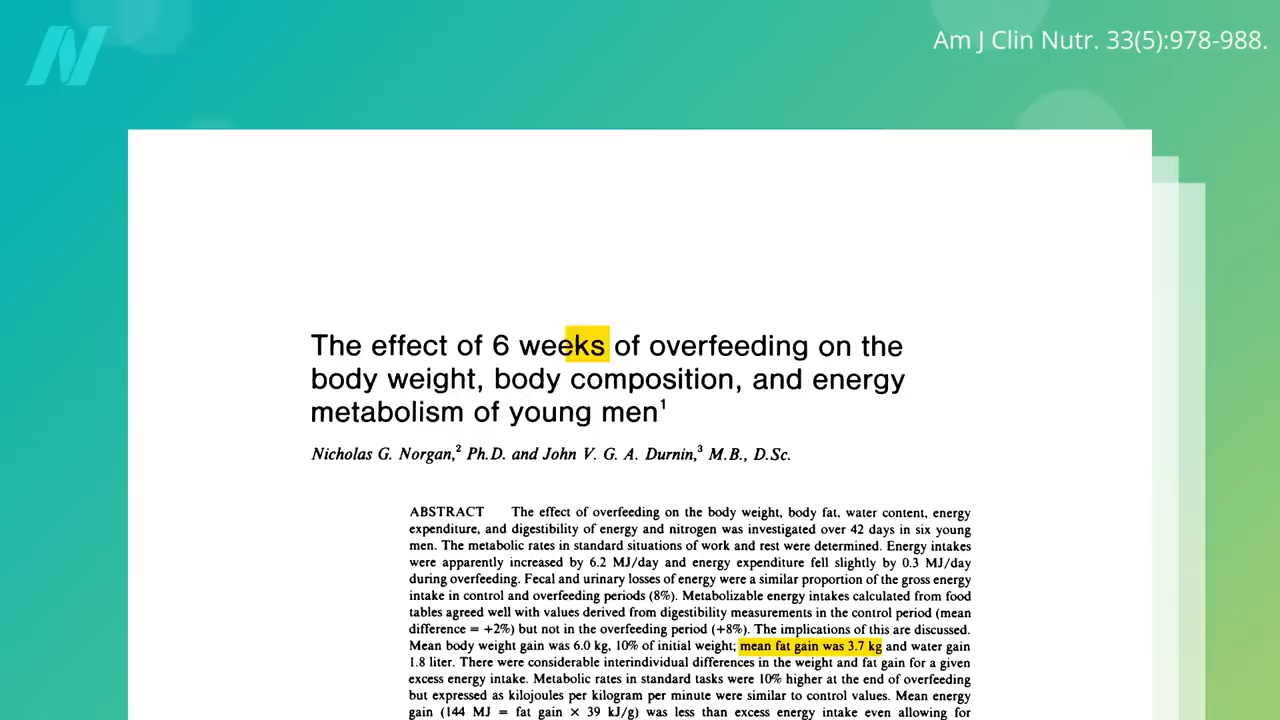 N
Am J Clin Nutr. 33(5):978-988.
The effect of 6 weeks of overfeeding on the
body weight, body composition, and energy
metabolism of young men¹
Nicholas G. Norgan,² Ph.D. and John V. G. A. Durnin,³ M.B., D.Sc.
ABSTRACT The effect of overfeeding on the body weight, body fat, water content, energy
expenditure, and digestibility of energy and nitrogen was investigated over 42 days in six young
men. The metabolic rates in standard situations of work and rest were determined. Energy intakes
were apparently increased by 6.2 MJ/day and energy expenditure fell slightly by 0.3 MJ/day
during overfeeding. Fecal and urinary losses of energy were a similar proportion of the gross energy
intake in control and overfeeding periods (8%). Metabolizable energy intakes calculated from food
tables agreed well with values derived from digestibility measurements in the control period (mean
difference = +2%) but not in the overfeeding period (+8%). The implications of this are discussed.
Mean body weight gain was 6.0 kg, 10% of initial weight; mean fat gain was 3.7 kg and water gain
1.8 liter. There were considerable interindividual differences in the weight and fat gain for a given
excess energy intake. Metabolic rates in standard tasks were 10% higher at the end of overfeeding
but expressed as kilojoules per kilogram per minute were similar to control values. Mean energy
gain (144 MJ = fat gain × 39 kJ/g) was less than excess energy intake even allowing for